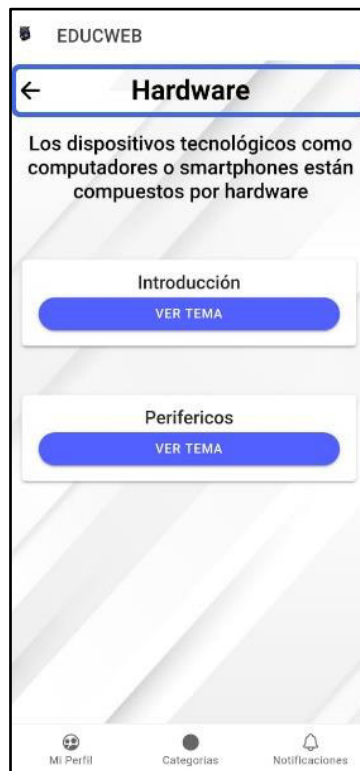 EDUCWEB
Hardware
Los dispositivos tecnológicos como
computadores o smartphones están
compuestos por hardware
Introducción
VER TEMA
Perifericos
VER TEMA
Mi Perfil Categorias Notificaciones